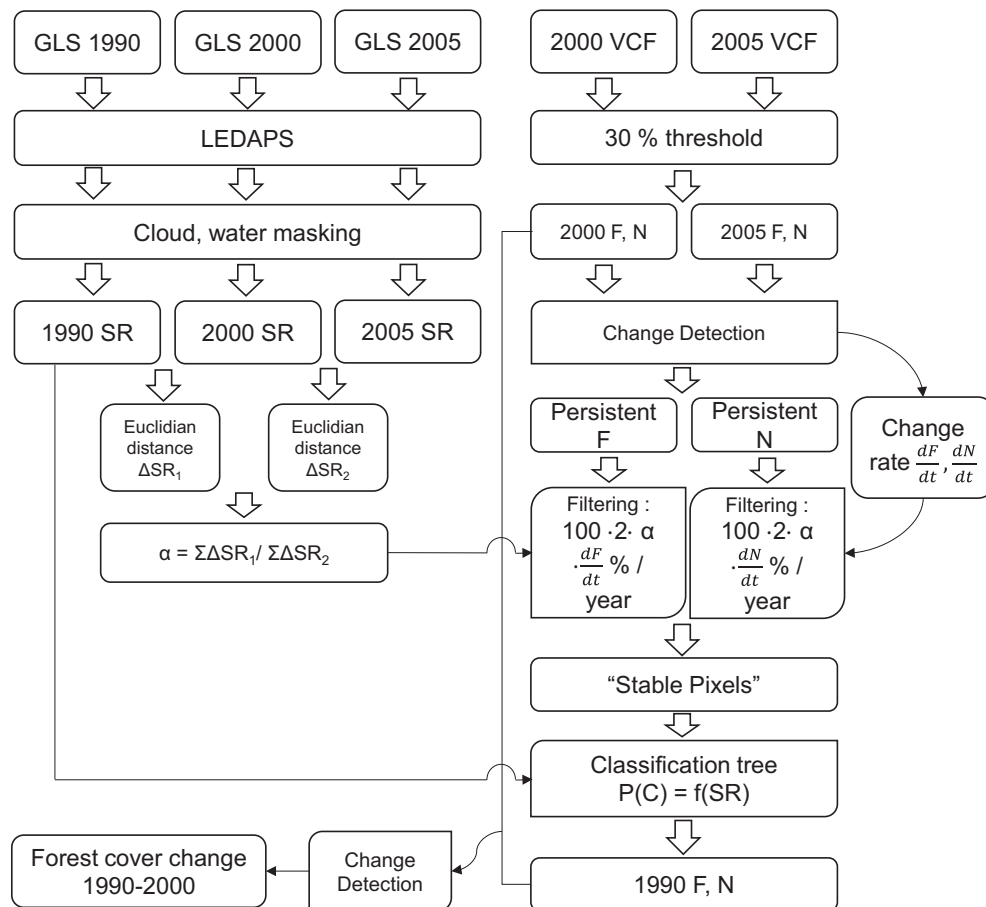 GLS 1990
GLS 2000
GLS 2005
2000 VCF
2005 VCF
LEDAPS
30 % threshold
Cloud, water masking
2000 F, N
2005 F, N
1990 SR
2000 SR
2005 SR
Change Detection
Euclidian
distance
ΔSR₁
Euclidian
distance
ΔSR₂
Persistent
F
Persistent
N
Change
rate dF/dt, dN/dt
α = ΣΔSR₁/ ΣΔSR₂
Filtering :
100 ·2· α
·dF/dt % /
year
Filtering :
100 ·2· α
·dN/dt % /
year
“Stable Pixels”
Classification tree
P(C) = f(SR)
Forest cover change
1990-2000
Change
Detection
1990 F, N